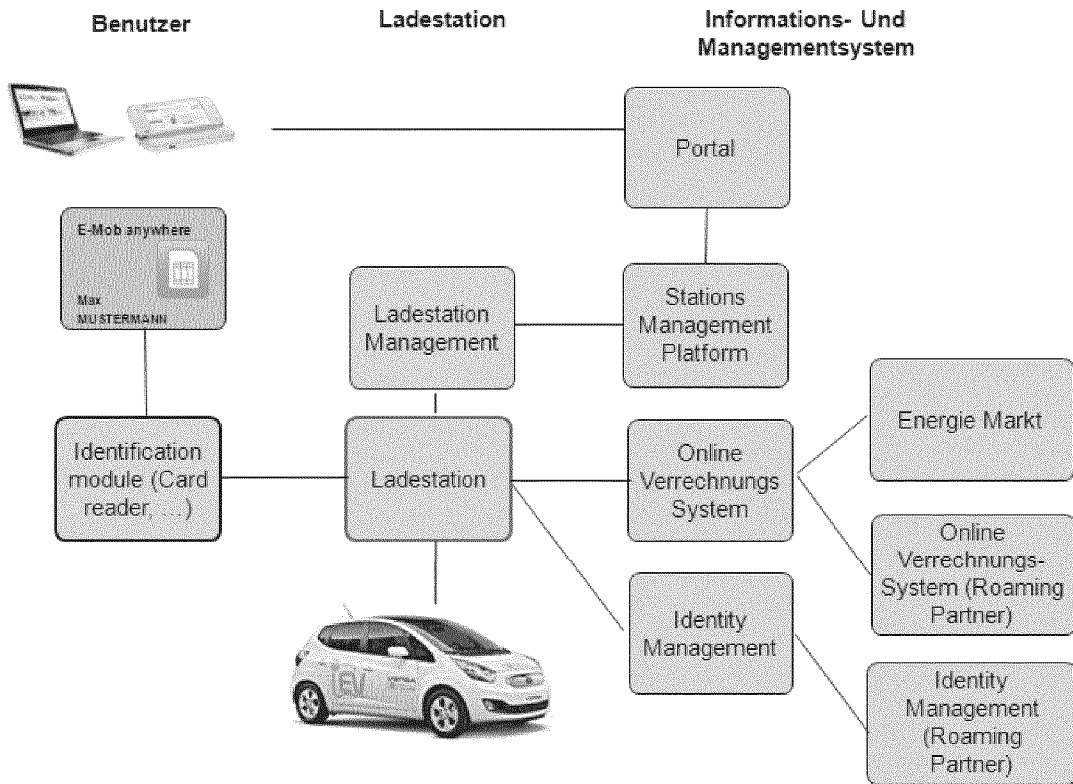 Benutzer
Ladestation
Informations- Und
Managementsystem
Portal
E-Mob anywhere
Max
MUSTERMANN
Ladestation
Management
Stations
Management
Platform
Identification
module (Card
reader, ...)
Ladestation
Online
Verrechnungs
System
Energie Markt
Online
Verrechnungs-
System (Roaming
Partner)
Identity
Management
Identity
Management
(Roaming
Partner)
EV